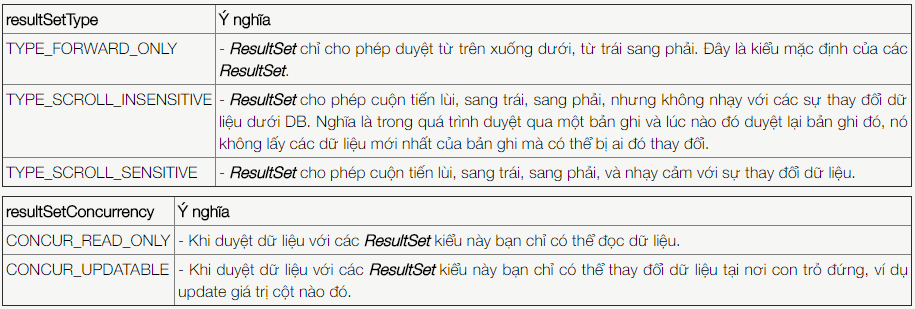 resultSetType Ý nghĩa
TYPE_FORWARD_ONLY - ResultSet chỉ cho phép duyệt từ trên xuống dưới, từ trái sang phải. Đây là kiểu mặc định của các
ResultSet.
TYPE_SCROLL_INSENSITIVE - ResultSet cho phép cuộn tiến lùi, sang trái, sang phải, nhưng không nhạy với các sự thay đổi dữ
liệu dưới DB. Nghĩa là trong quá trình duyệt qua một bản ghi và lúc nào đó duyệt lại bản ghi đó, nó
không lấy các dữ liệu mới nhất của bản ghi mà có thể bị ai đó thay đổi.
TYPE_SCROLL_SENSITIVE - ResultSet cho phép cuộn tiến lùi, sang trái, sang phải, và nhạy cảm với sự thay đổi dữ liệu.
resultSetConcurrency Ý nghĩa
CONCUR_READ_ONLY - Khi duyệt dữ liệu với các ResultSet kiểu này bạn chỉ có thể đọc dữ liệu.
CONCUR_UPDATABLE - Khi duyệt dữ liệu với các ResultSet kiểu này bạn chỉ có thể thay đổi dữ liệu tại nơi con trỏ đứng, ví dụ
update giá trị cột nào đó.